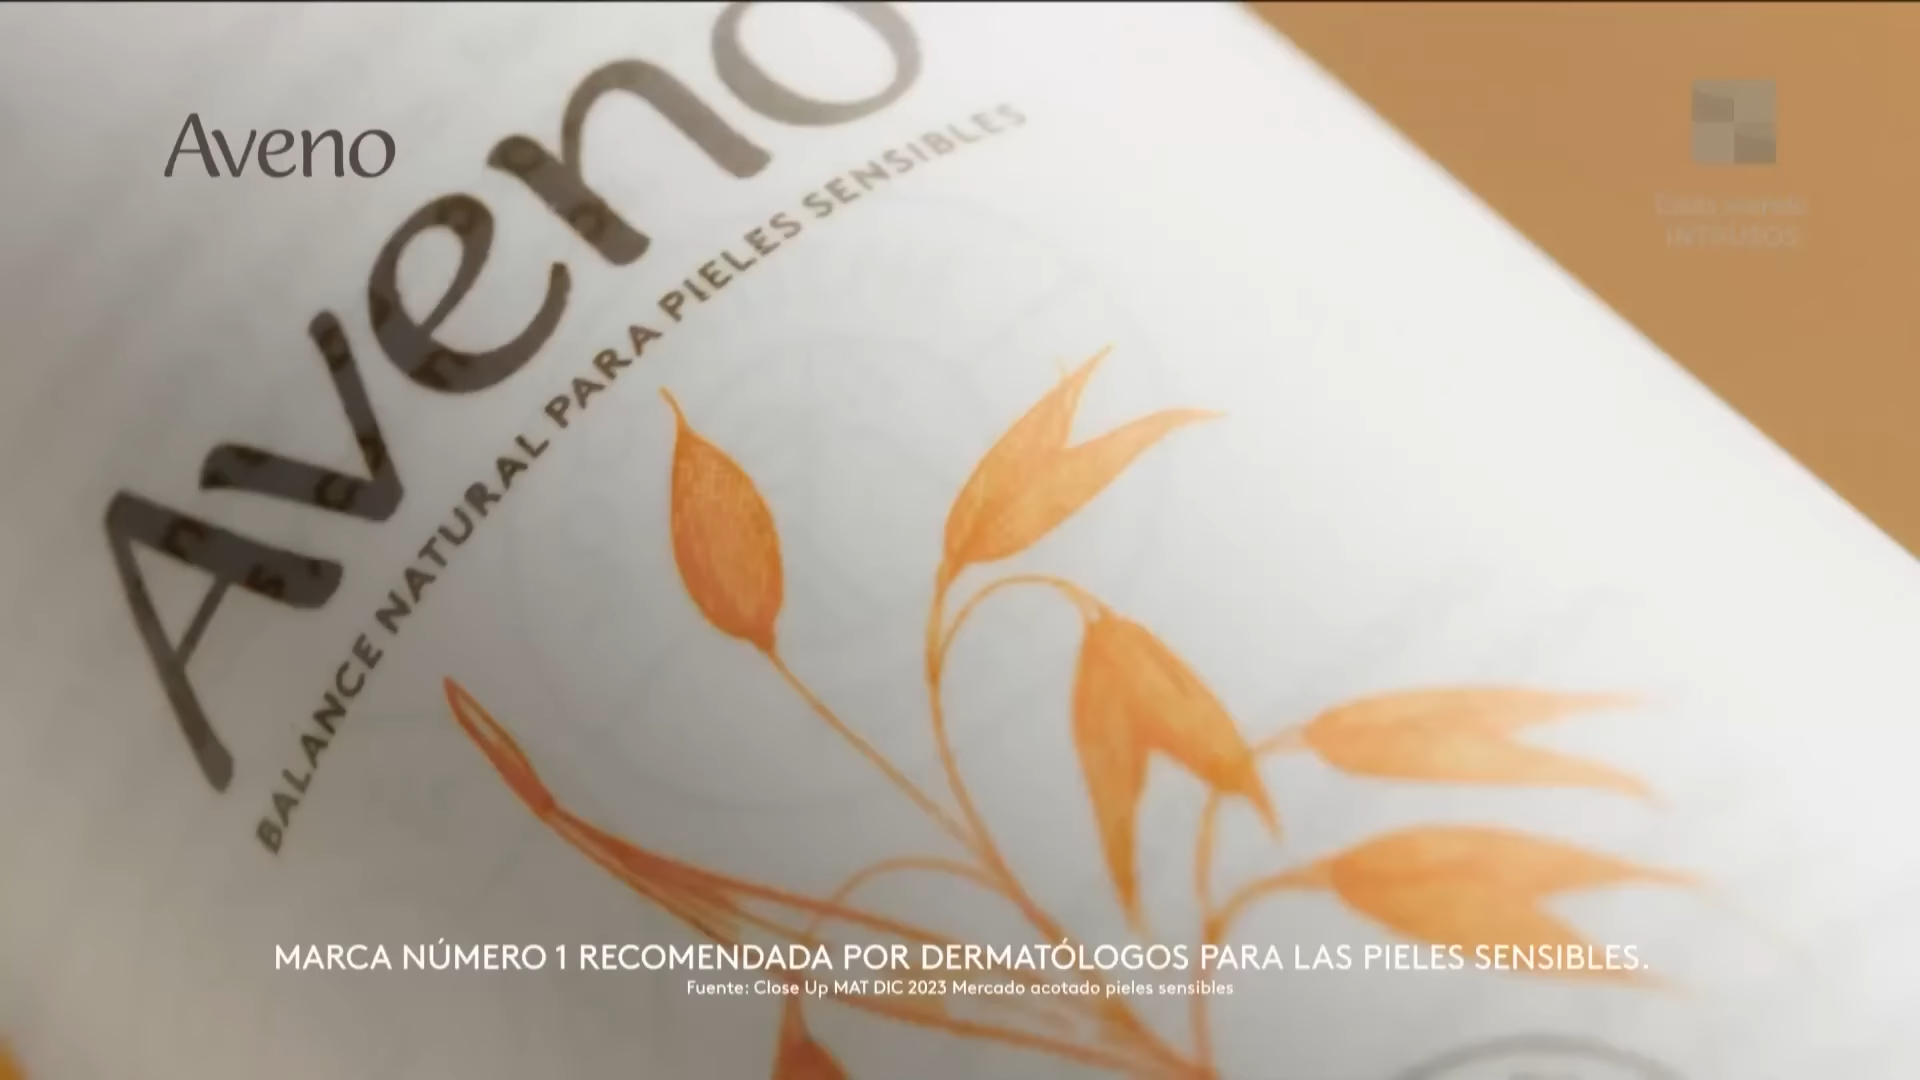 Aveno
Aveno
BALANCE NATURAL PARA PIELES SENSIBLES
INTRUSOS
MARCA NÚMERO 1 RECOMENDADA POR DERMATÓLOGOS PARA LAS PIELES SENSIBLES.
Fuente: Close Up MAT DIC 2023 Mercado acotado pieles sensibles